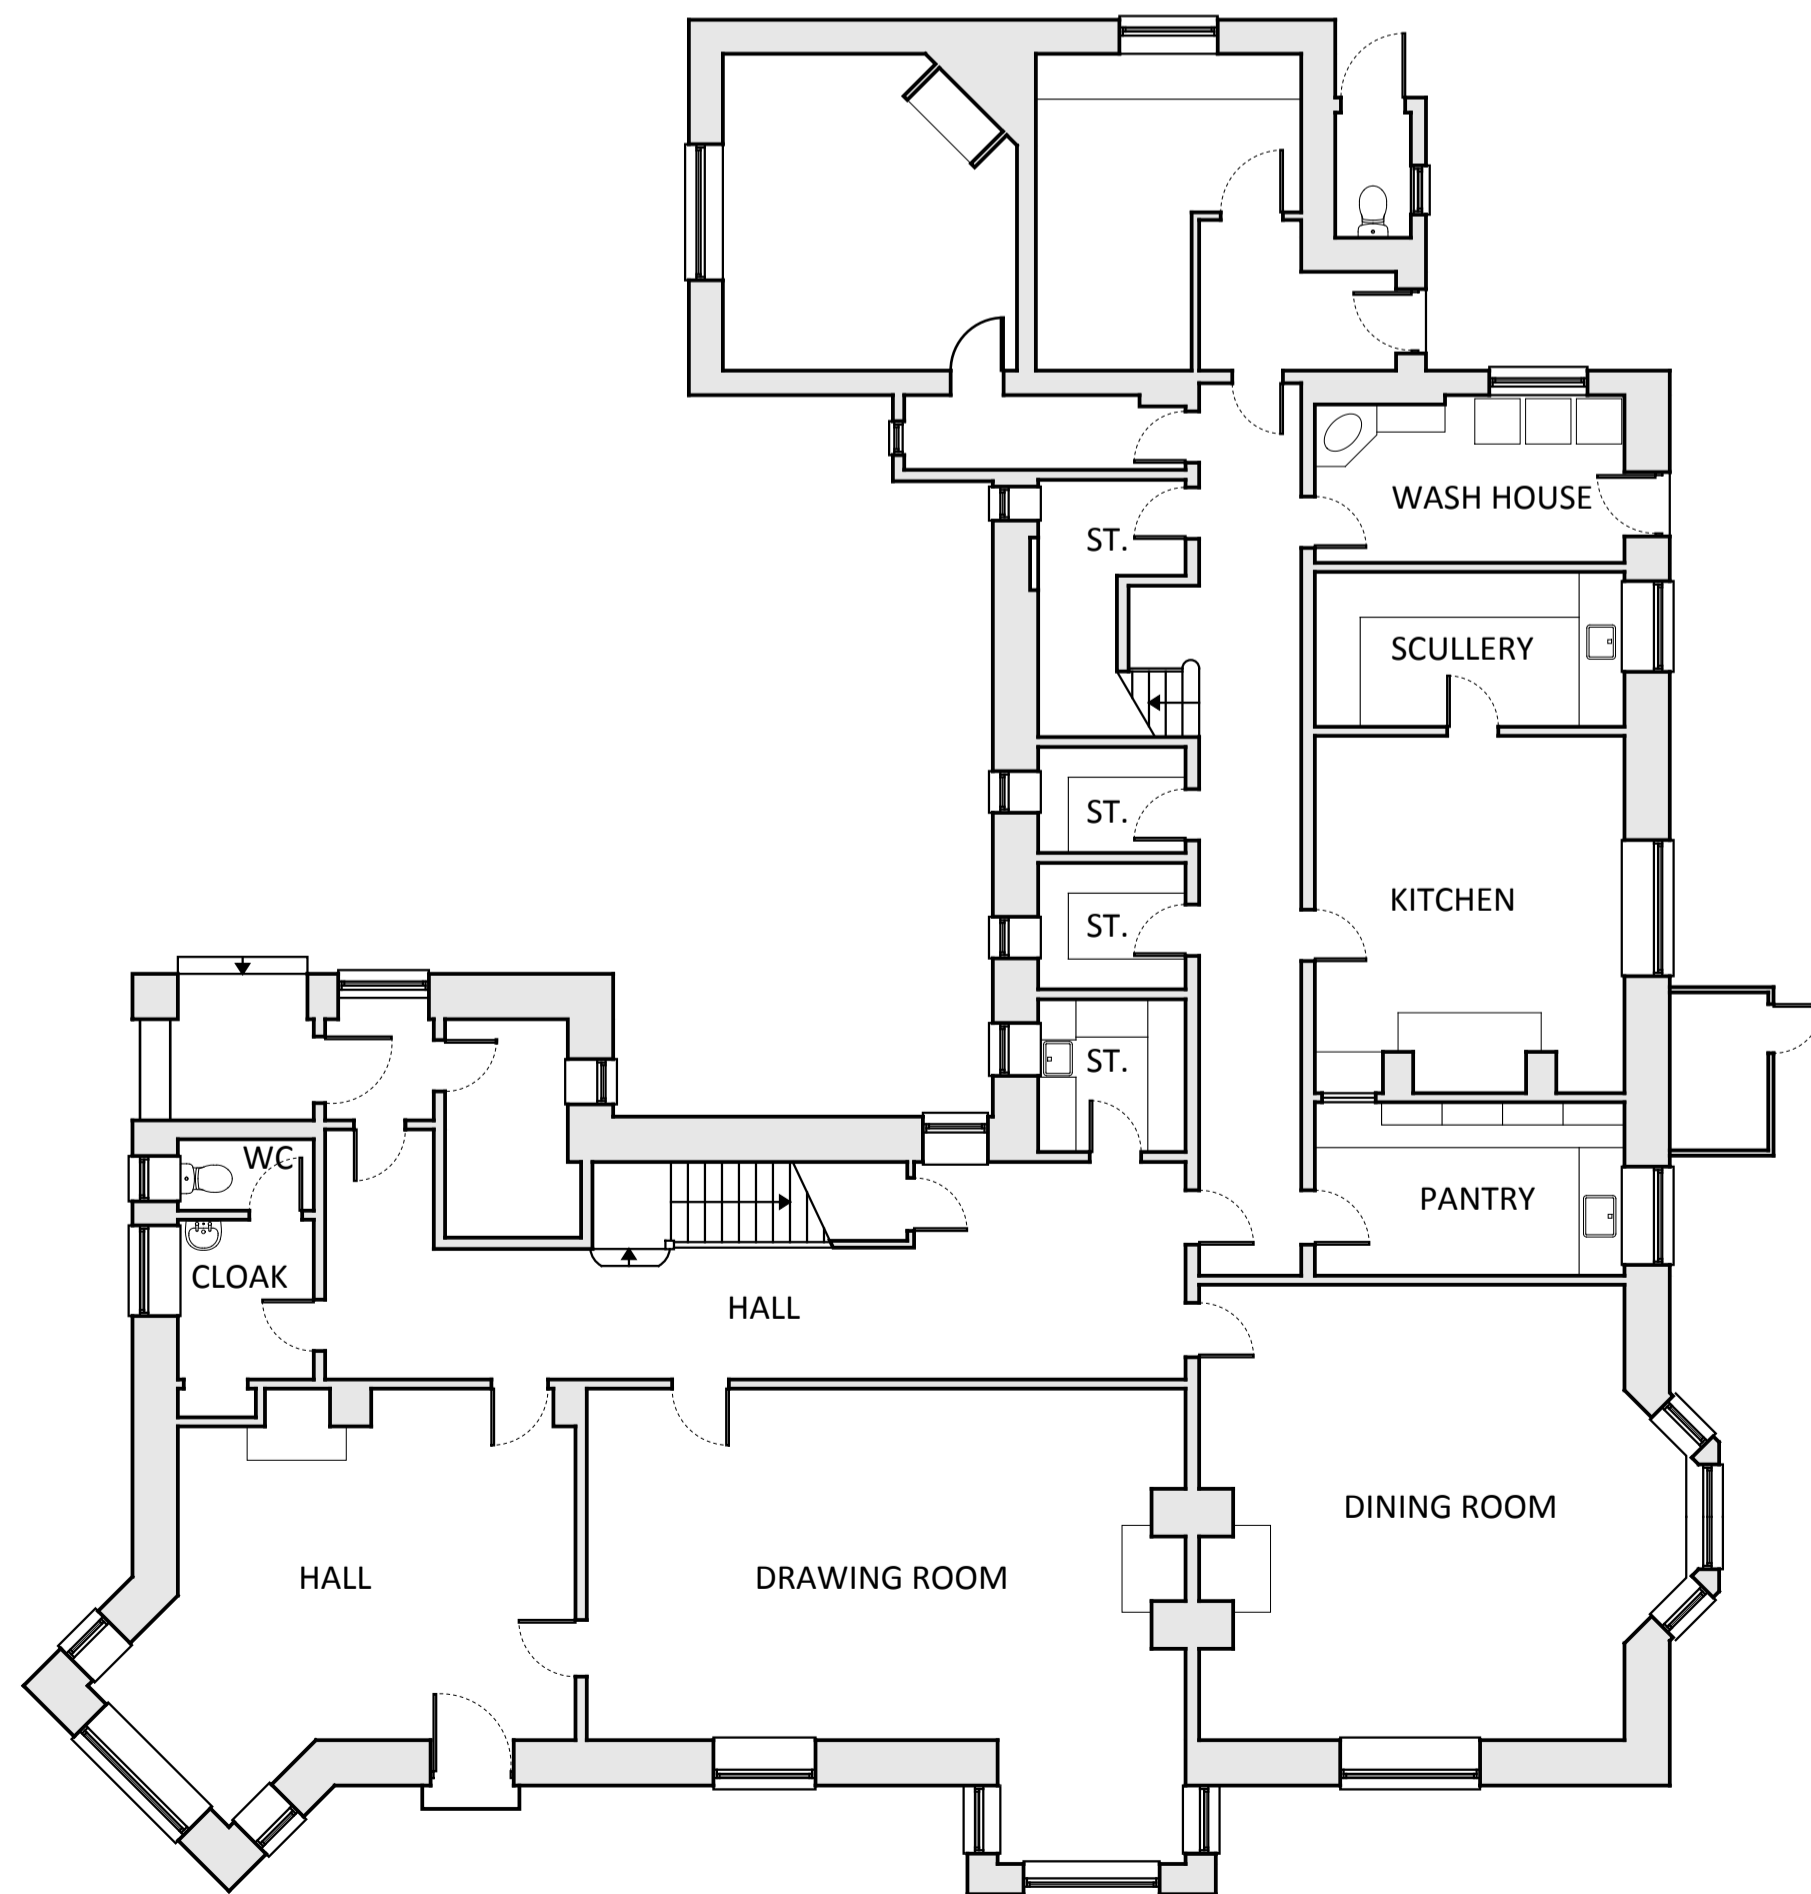 WASH HOUSE
ST.
SCULLERY
ST.
KITCHEN
ST.
ST.
WC
PANTRY
CLOAK
HALL
DINING ROOM
HALL
DRAWING ROOM